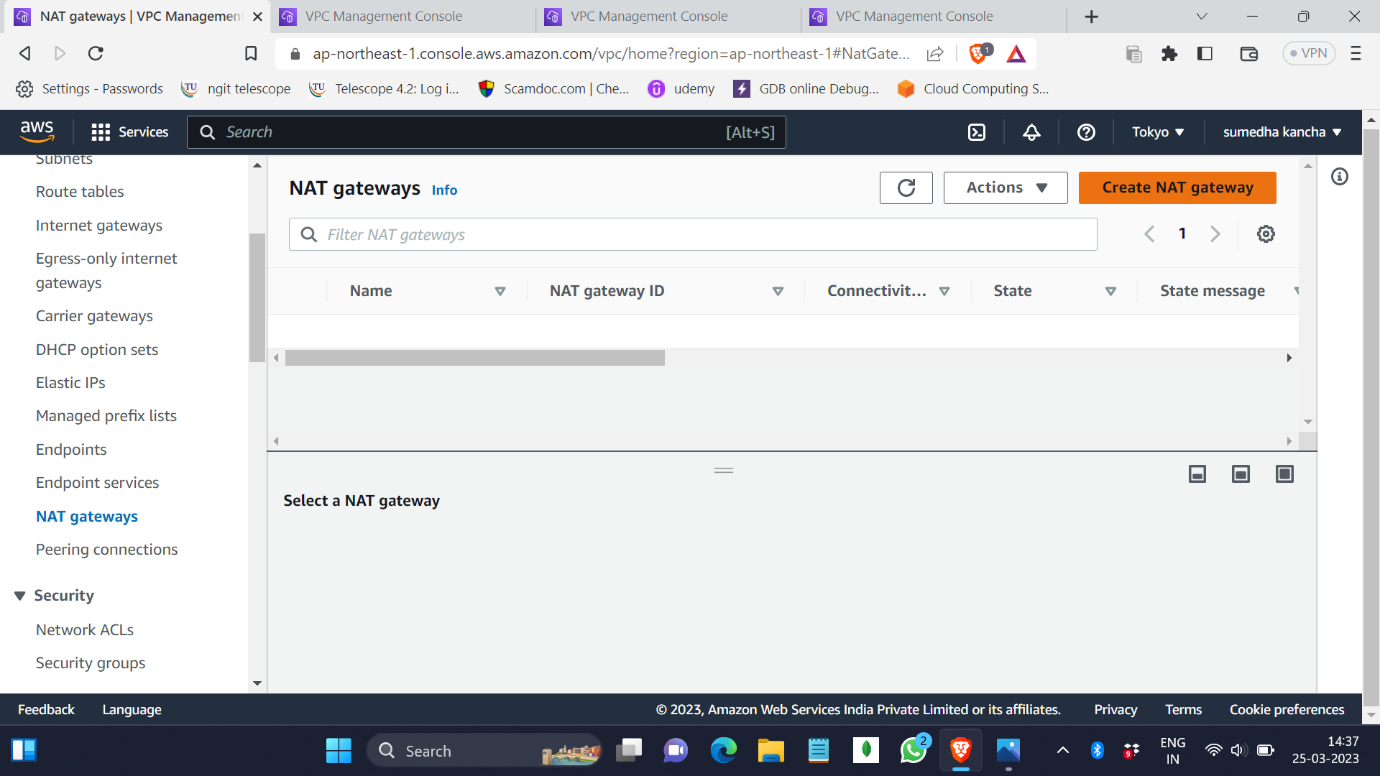 NAT gateways | VPC Management
VPC Management Console
VPC Management Console
VPC Management Console
ap-northeast-1.console.aws.amazon.com/vpc/home?region=ap-northeast-1#NatGate...
1
VPN
Settings - Passwords
TU
ngit telescope
TU
Telescope 4.2: Log i...
Scamdoc.com | Che...
udemy
GDB online Debug...
Cloud Computing S...
aws
Services
Search
[Alt+S]
Tokyo
sumedha kancha
Subnets
Route tables
Internet gateways
Egress-only internet
gateways
Carrier gateways
DHCP option sets
Elastic IPs
Managed prefix lists
Endpoints
Endpoint services
NAT gateways
Peering connections
Security
Network ACLs
Security groups
NAT gateways
Info
Actions
Create NAT gateway
Filter NAT gateways
1
Name
NAT gateway ID
Connectivit...
State
State message
Select a NAT gateway
Feedback
Language
© 2023, Amazon Web Services India Private Limited or its affiliates.
Privacy
Terms
Cookie preferences
Search
2
9
ENG
IN
14:37
25-03-2023